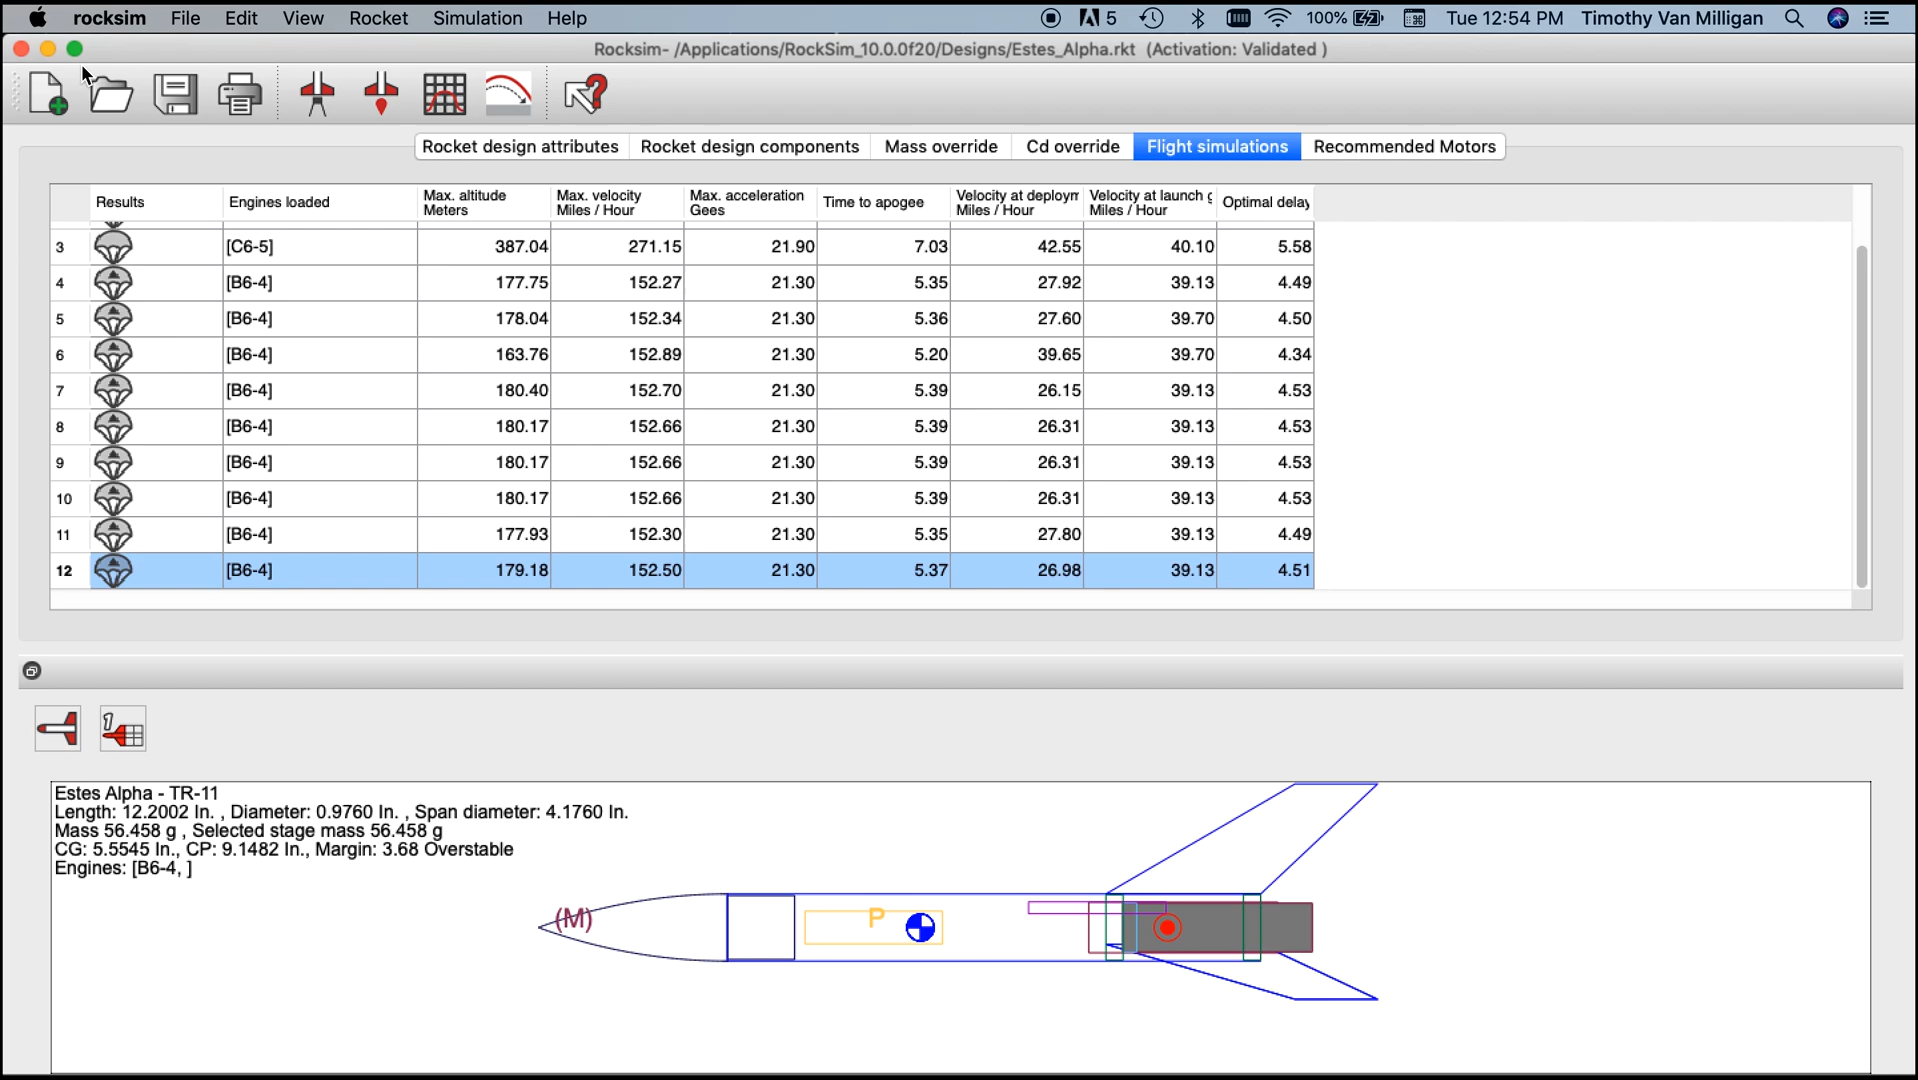 rocksim File Edit View Rocket Simulation Help 5 100% Tue 12:54 PM Timothy Van Milligan
Rocksim- /Applications/RockSim_10.0.0f20/Designs/Estes_Alpha.rkt (Activation: Validated )
Rocket design attributes Rocket design components Mass override Cd override Flight simulations Recommended Motors
Results Engines loaded Max. altitude Meters Max. velocity Miles / Hour Max. acceleration Gees Time to apogee Velocity at deploym Miles / Hour Velocity at launch g Miles / Hour Optimal delay
3 [C6-5] 387.04 271.15 21.90 7.03 42.55 40.10 5.58
4 [B6-4] 177.75 152.27 21.30 5.35 27.92 39.13 4.49
5 [B6-4] 178.04 152.34 21.30 5.36 27.60 39.70 4.50
6 [B6-4] 163.76 152.89 21.30 5.20 39.65 39.70 4.34
7 [B6-4] 180.40 152.70 21.30 5.39 26.15 39.13 4.53
8 [B6-4] 180.17 152.66 21.30 5.39 26.31 39.13 4.53
9 [B6-4] 180.17 152.66 21.30 5.39 26.31 39.13 4.53
10 [B6-4] 180.17 152.66 21.30 5.39 26.31 39.13 4.53
11 [B6-4] 177.93 152.30 21.30 5.35 27.80 39.13 4.49
12 [B6-4] 179.18 152.50 21.30 5.37 26.98 39.13 4.51
1
Estes Alpha - TR-11
Length: 12.2002 In. , Diameter: 0.9760 In. , Span diameter: 4.1760 In.
Mass 56.458 g , Selected stage mass 56.458 g
CG: 5.5545 In., CP: 9.1482 In., Margin: 3.68 Overstable
Engines: [B6-4, ]
(M) P